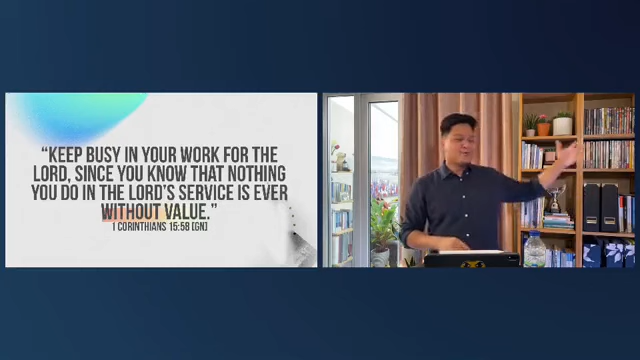 “KEEP BUSY IN YOUR WORK FOR THE
LORD, SINCE YOU KNOW THAT NOTHING
YOU DO IN THE LORD’S SERVICE IS EVER
WITHOUT VALUE.”
1 CORINTHIANS 15:58 [GN]